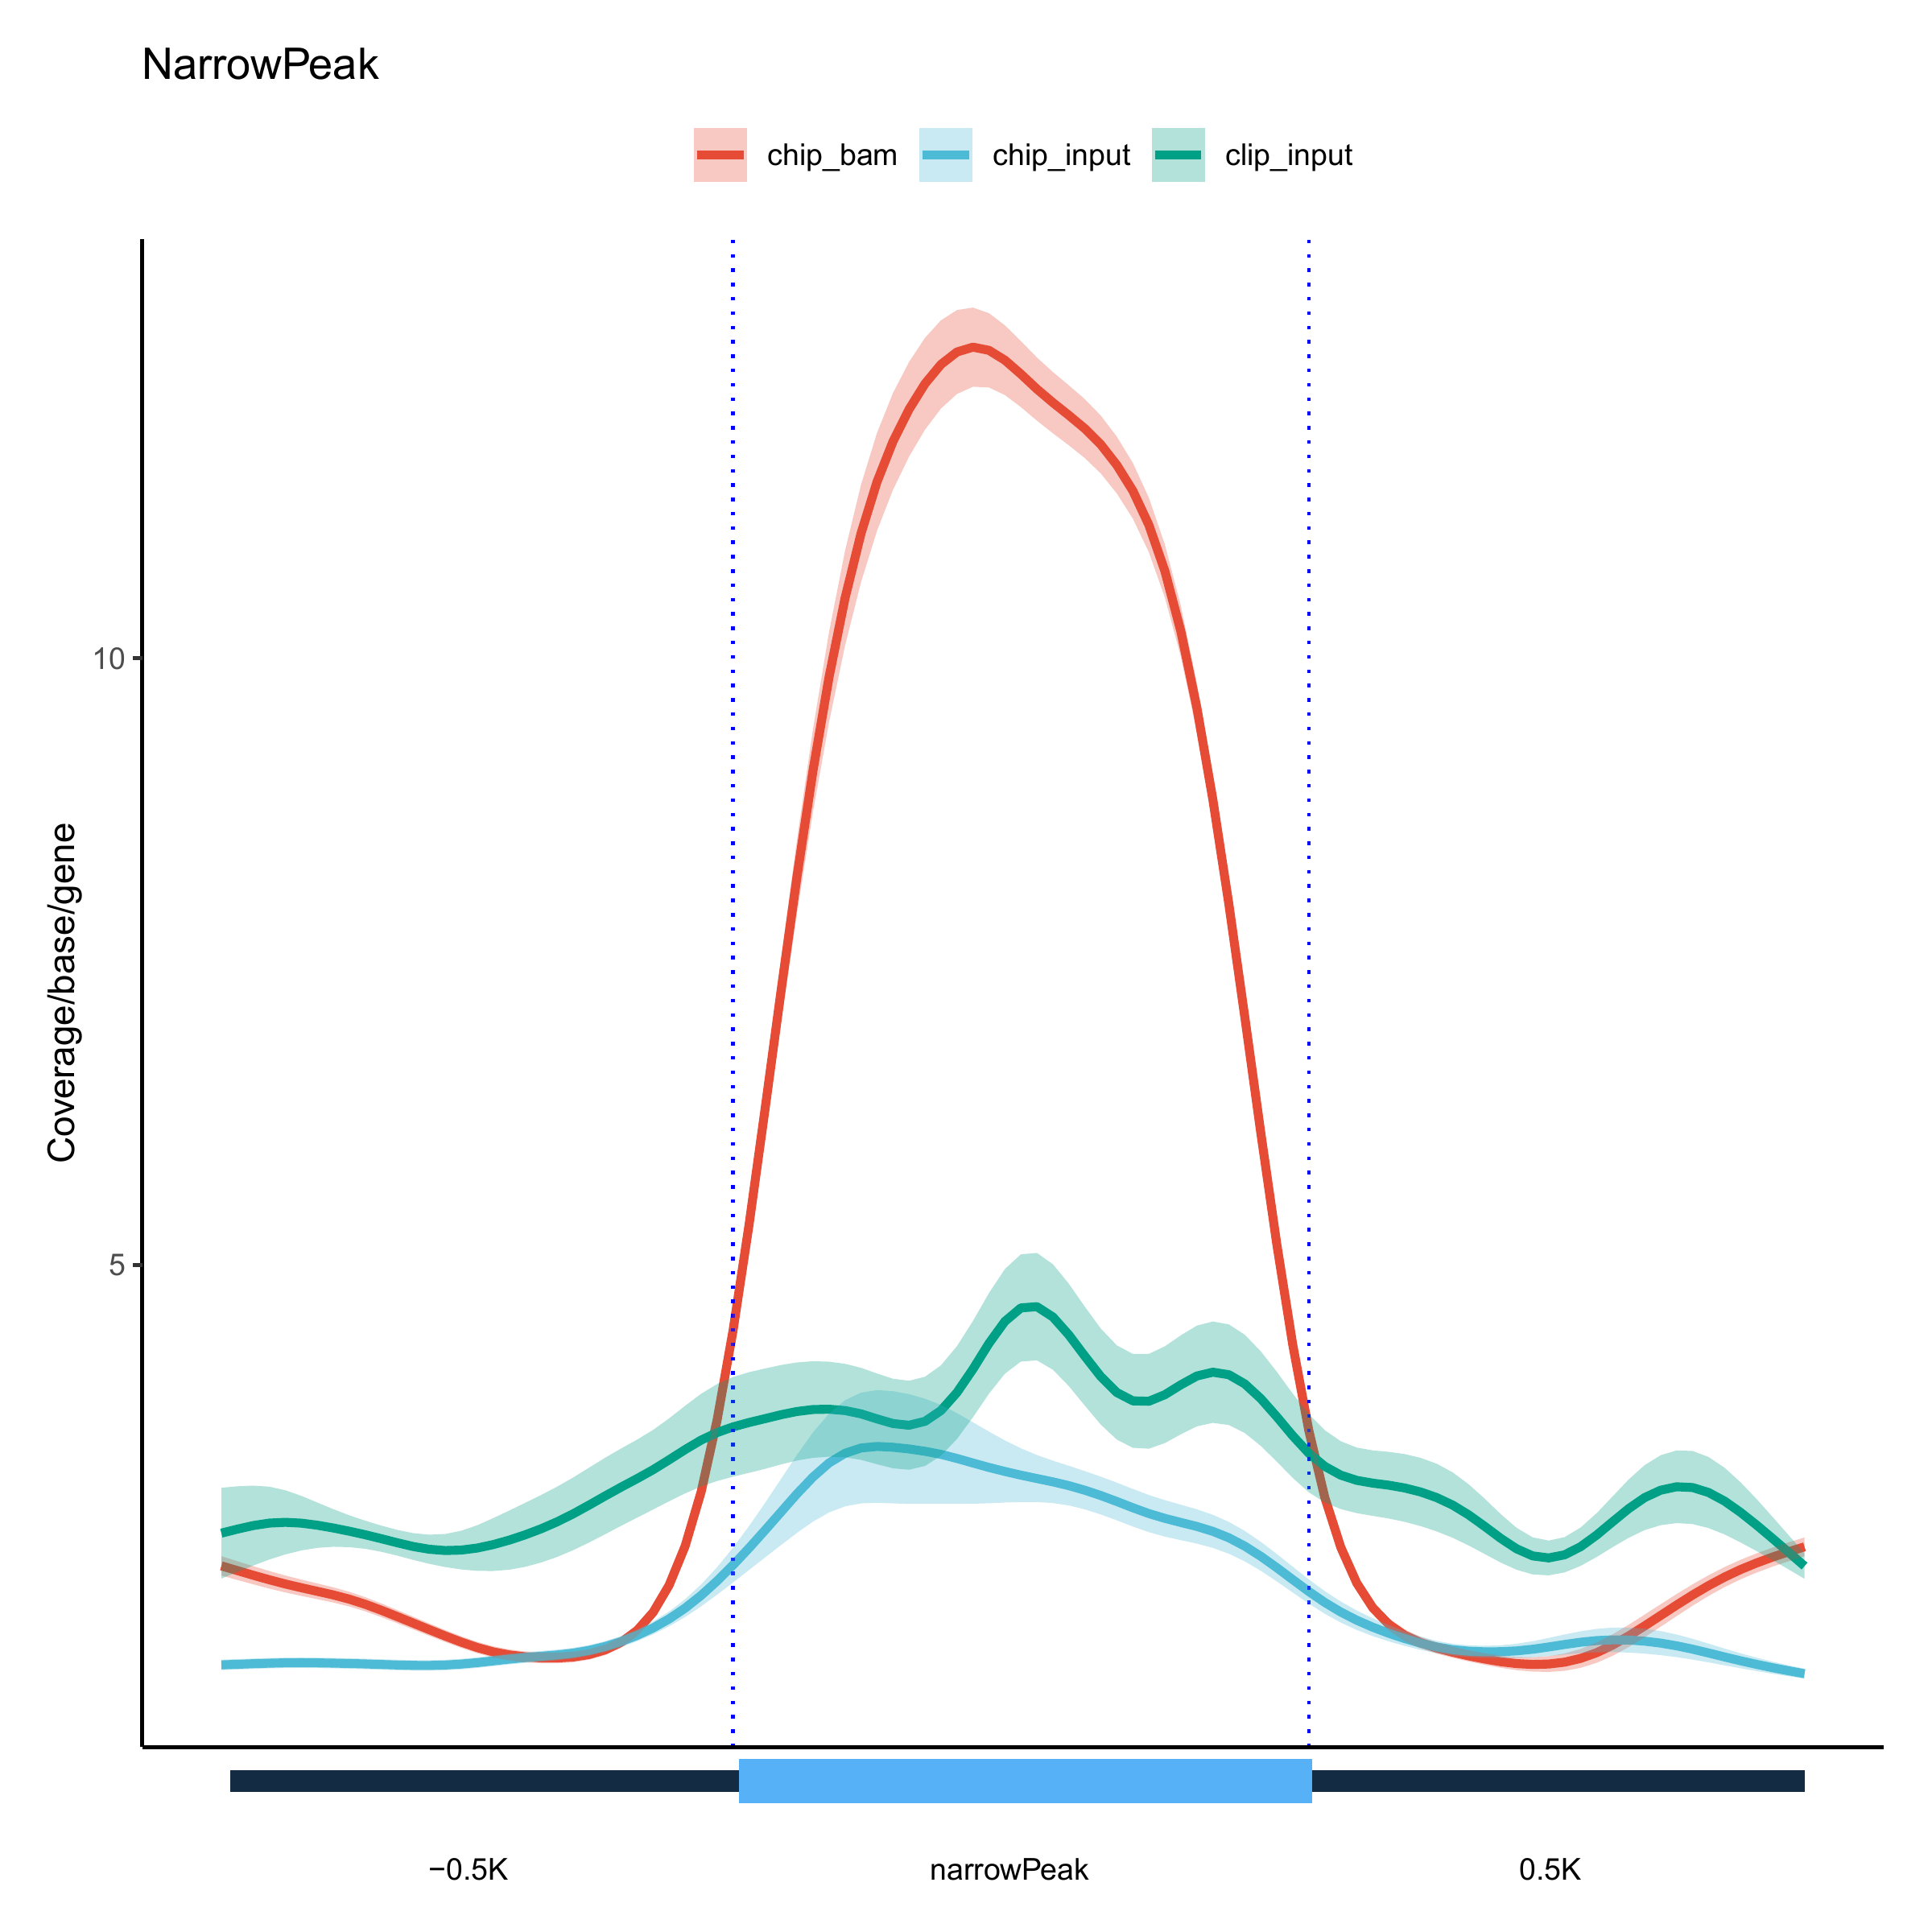 NarrowPeak
chip_bam chip_input clip_input
10
5
Coverage/base/gene
−0.5K narrowPeak 0.5K